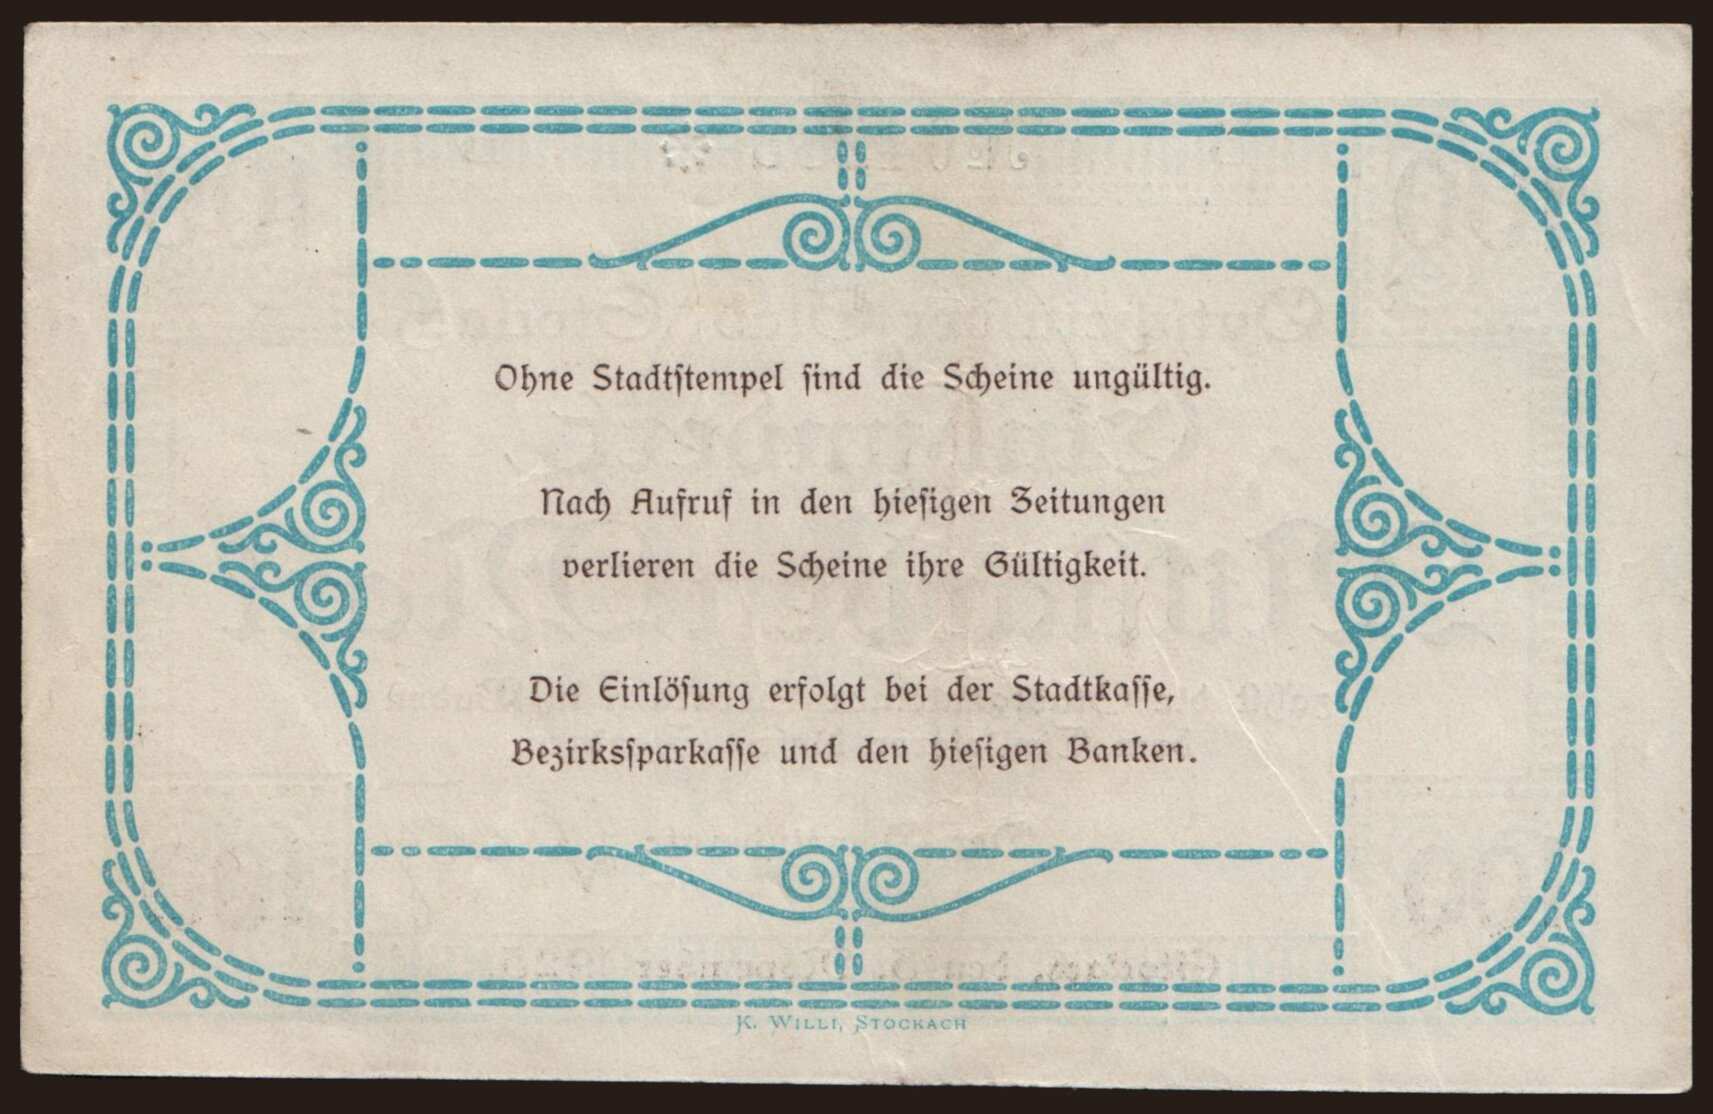 Ohne Stadtſtempel ſind die Scheine ungültig.
Nach Aufruf in den hieſigen Zeitungen
verlieren die Scheine ihre Gültigkeit.
Die Einlöſung erfolgt bei der Stadtkaſſe,
Bezirksſparkaſſe und den hieſigen Banken.
K. WILLI, STOCKACH